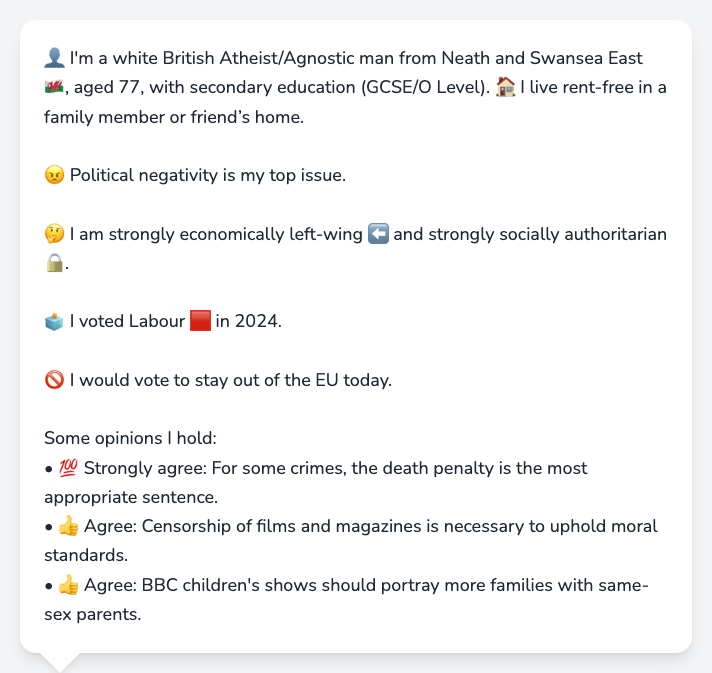 👤 I'm a white British Atheist/Agnostic man from Neath and Swansea East
🏴󠁧󠁢󠁷󠁬󠁳󠁿, aged 77, with secondary education (GCSE/O Level). 🏠 I live rent-free in a
family member or friend’s home.
😠 Political negativity is my top issue.
🤔 I am strongly economically left-wing ⬅️ and strongly socially authoritarian
🔒.
🗳️ I voted Labour 🟥 in 2024.
🚫 I would vote to stay out of the EU today.
Some opinions I hold:
• 💯 Strongly agree: For some crimes, the death penalty is the most
appropriate sentence.
• 👍 Agree: Censorship of films and magazines is necessary to uphold moral
standards.
• 👍 Agree: BBC children's shows should portray more families with same-
sex parents.